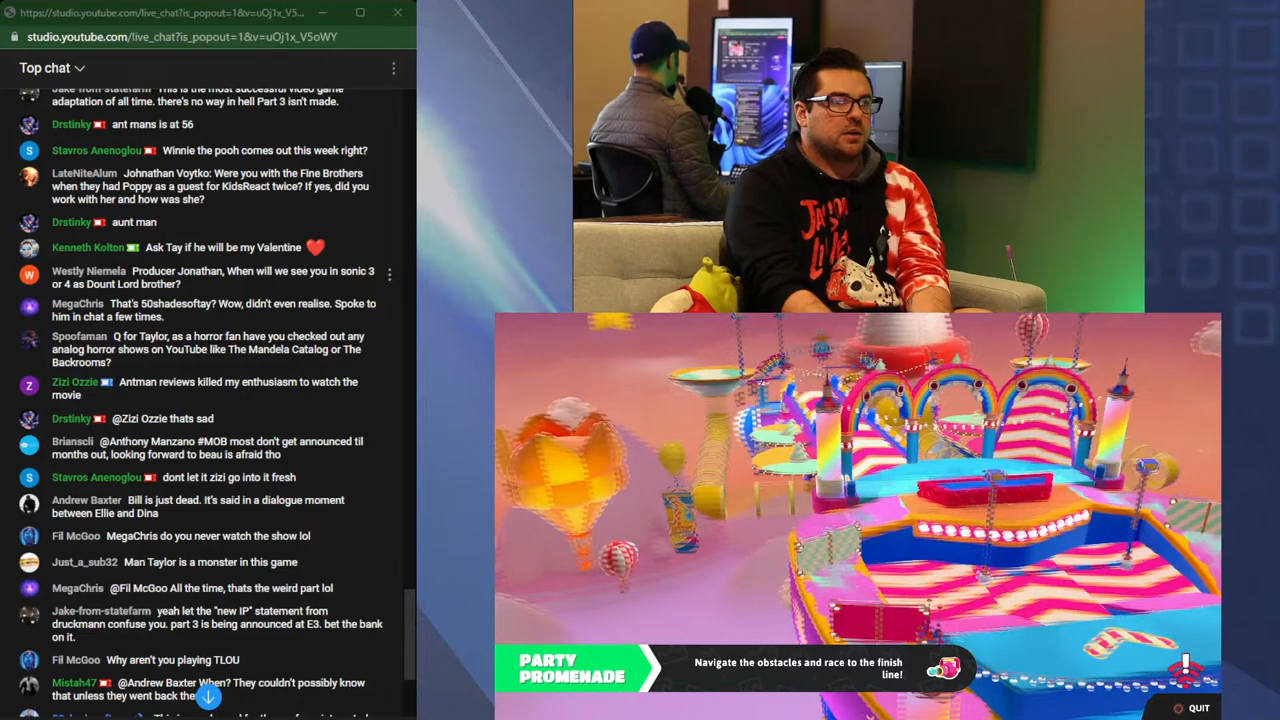 https://studio.youtube.com/live_chat?is_popout=1&v=uOj1x_V5...
studio.youtube.com/live_chat?is_popout=1&v=uOj1x_V5oWY
Top chat
Jake-from-statefarm This is the most successful video game
adaptation of all time. there's no way in hell Part 3 isn't made.
Drstinky ant mans is at 56
Stavros Anenoglou Winnie the pooh comes out this week right?
LateNiteAlum Johnathan Voytko: Were you with the Fine Brothers
when they had Poppy as a guest for KidsReact twice? If yes, did you
work with her and how was she?
Drstinky aunt man
Kenneth Kolton Ask Tay if he will be my Valentine
Westly Niemela Producer Jonathan, When will we see you in sonic 3
or 4 as Dount Lord brother?
MegaChris That's 50shadesoftay? Wow, didn't even realise. Spoke to
him in chat a few times.
Spoofaman Q for Taylor, as a horror fan have you checked out any
analog horror shows on YouTube like The Mandela Catalog or The
Backrooms?
Zizi Ozzie Antman reviews killed my enthusiasm to watch the
movie
Drstinky @Zizi Ozzie thats sad
Brianscli @Anthony Manzano #MOB most don't get announced til
months out, looking forward to beau is afraid tho
Stavros Anenoglou dont let it zizi go into it fresh
Andrew Baxter Bill is just dead. It's said in a dialogue moment
between Ellie and Dina
Fil McGoo MegaChris do you never watch the show lol
Just_a_sub32 Man Taylor is a monster in this game
MegaChris @Fil McGoo All the time, thats the weird part lol
Jake-from-statefarm yeah let the "new IP" statement from
druckmann confuse you. part 3 is being announced at E3. bet the bank
on it.
Fil McGoo Why aren't you playing TLOU
Mistah47 @Andrew Baxter When? They couldn't possibly know
that unless they went back the
JASON
LIVES
PARTY
PROMENADE
Navigate the obstacles and race to the finish
line!
QUIT